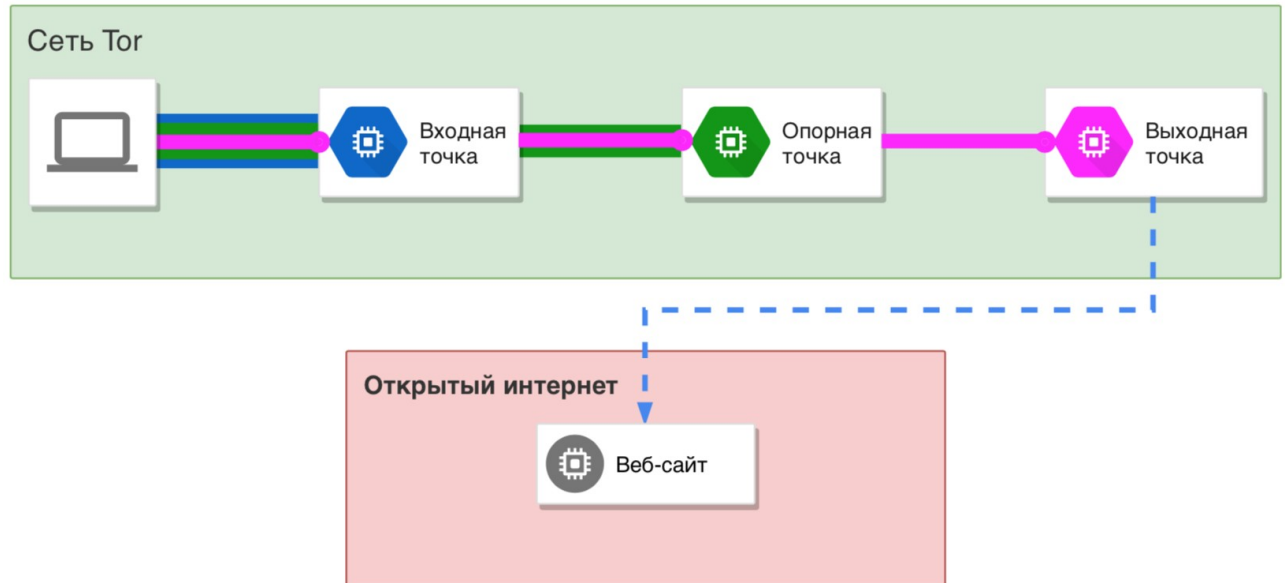 Сеть Tor
Входная
точка
Опорная
точка
Выходная
точка
Открытый интернет
Веб-сайт